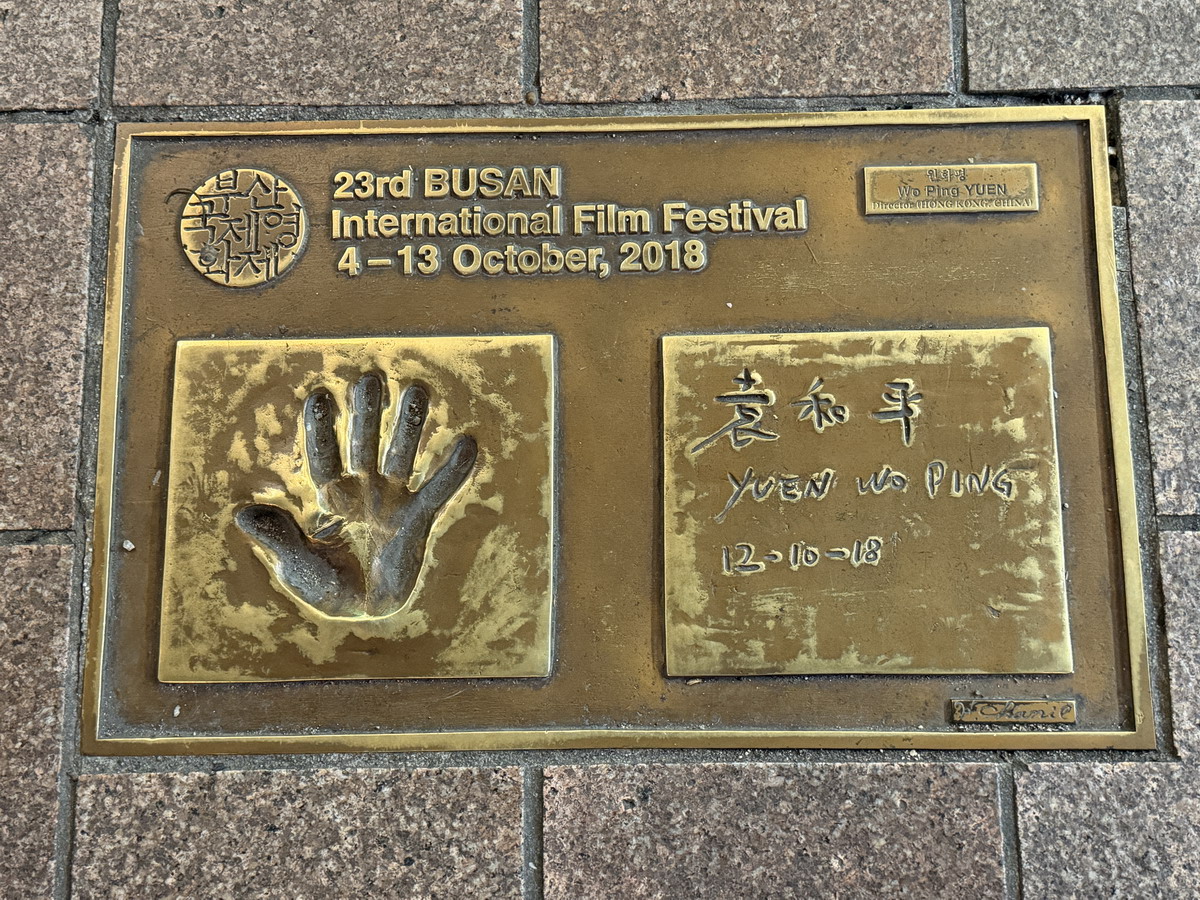 부산
국제영
화제
23rd BUSAN
International Film Festival
4–13 October, 2018
원화평
Wo Ping YUEN
Director (HONG KONG, CHINA)
袁和平
YUEN WO PING
12-10-18